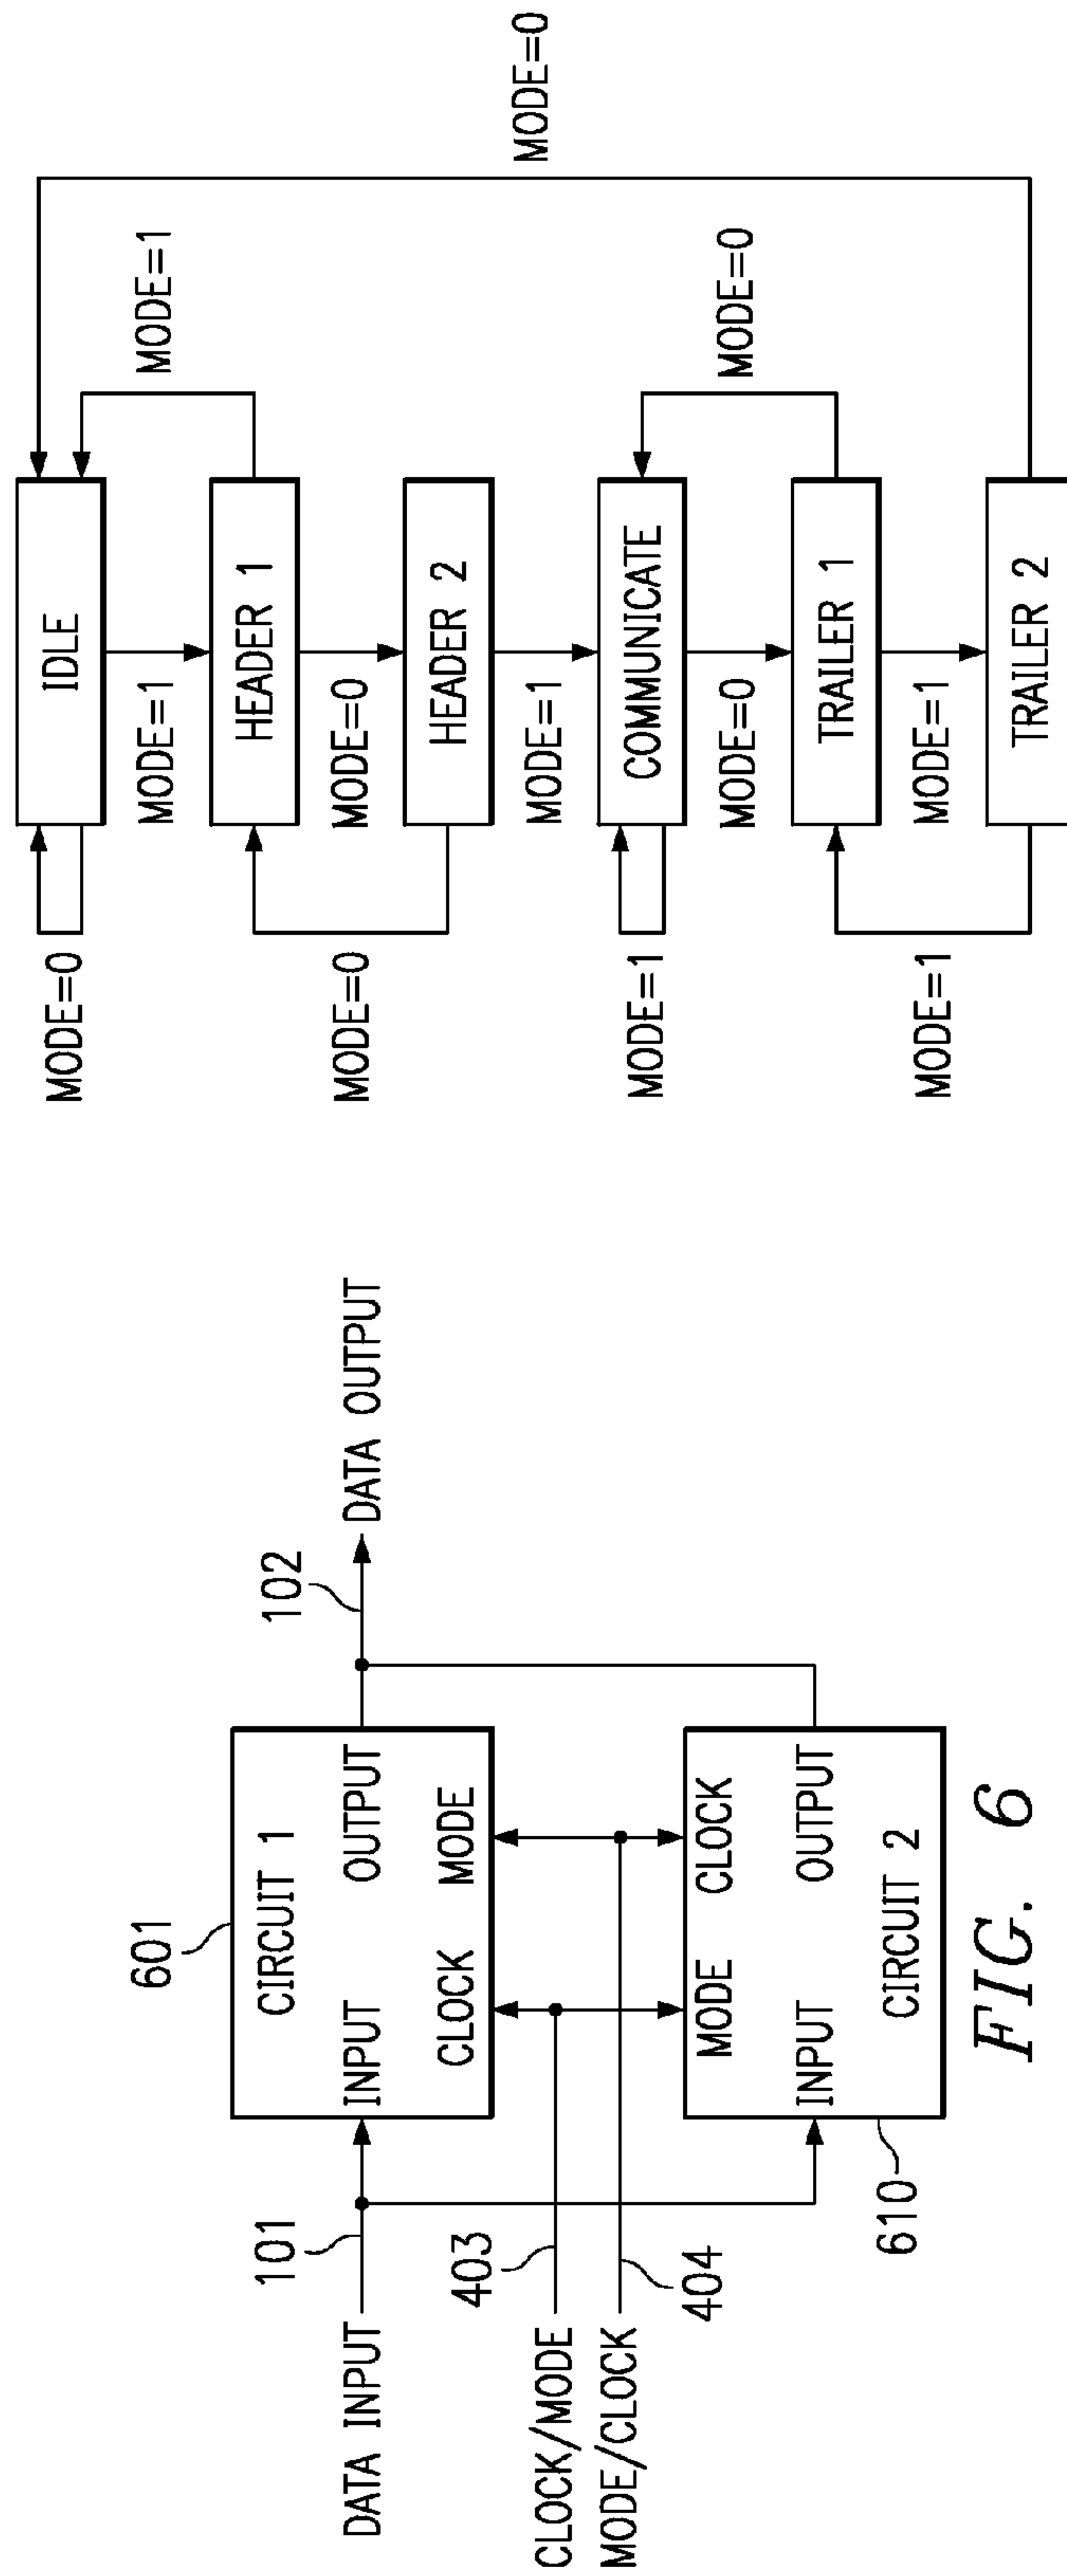 DATA INPUT
101
CLOCK/MODE
403
MODE/CLOCK
404
601
CIRCUIT 1
INPUT
OUTPUT
CLOCK
MODE
102
DATA OUTPUT
MODE
CLOCK
INPUT
OUTPUT
CIRCUIT 2
610
FIG. 6
MODE=0
IDLE
MODE=0
MODE=1
MODE=1
HEADER 1
MODE=0
MODE=0
HEADER 2
MODE=1
MODE=1
COMMUNICATE
MODE=0
MODE=0
TRAILER 1
MODE=1
MODE=1
TRAILER 2